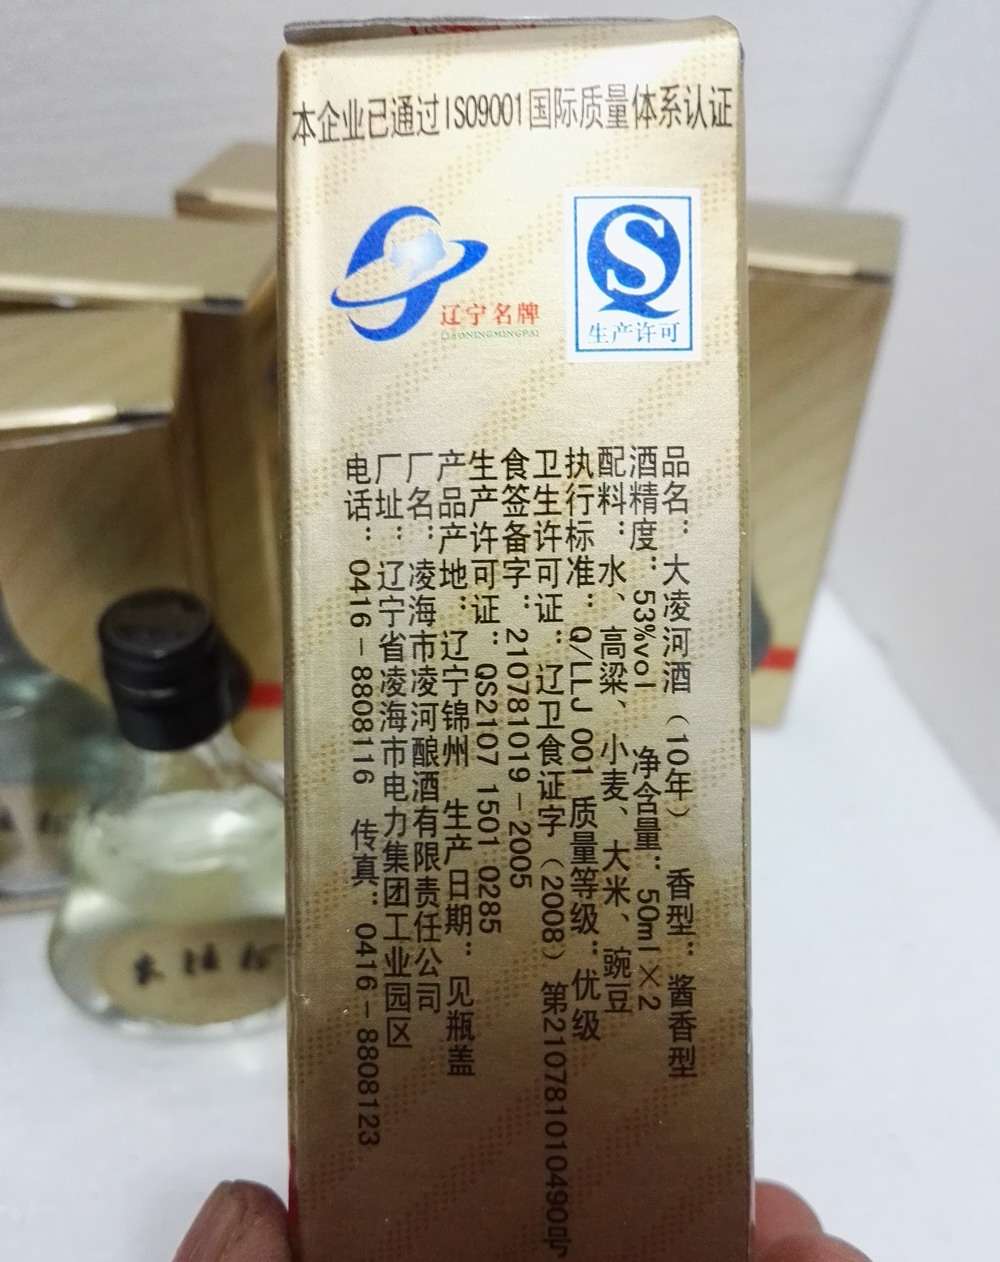 本企业已通过ISO9001国际质量体系认证
辽宁名牌
LIAONINGMINGPAI
S
生产许可
品名：大凌河酒（10年） 香型：酱香型
酒精度：53%vol 净含量：50ml×2
配料：水、高粱、小麦、大米、豌豆
执行标准：Q/LLJ 001 质量等级：优级
卫生许可证：辽卫食证字（2008）第210781010490号
食签备字：210781019-2005
生产许可证：QS2107 1501 0285
产品产地：辽宁锦州 生产日期：见瓶盖
厂名：凌海市凌河酿酒有限责任公司
厂址：辽宁省凌海市电力集团工业园区
电话：0416-8808116 传真：0416-8808123